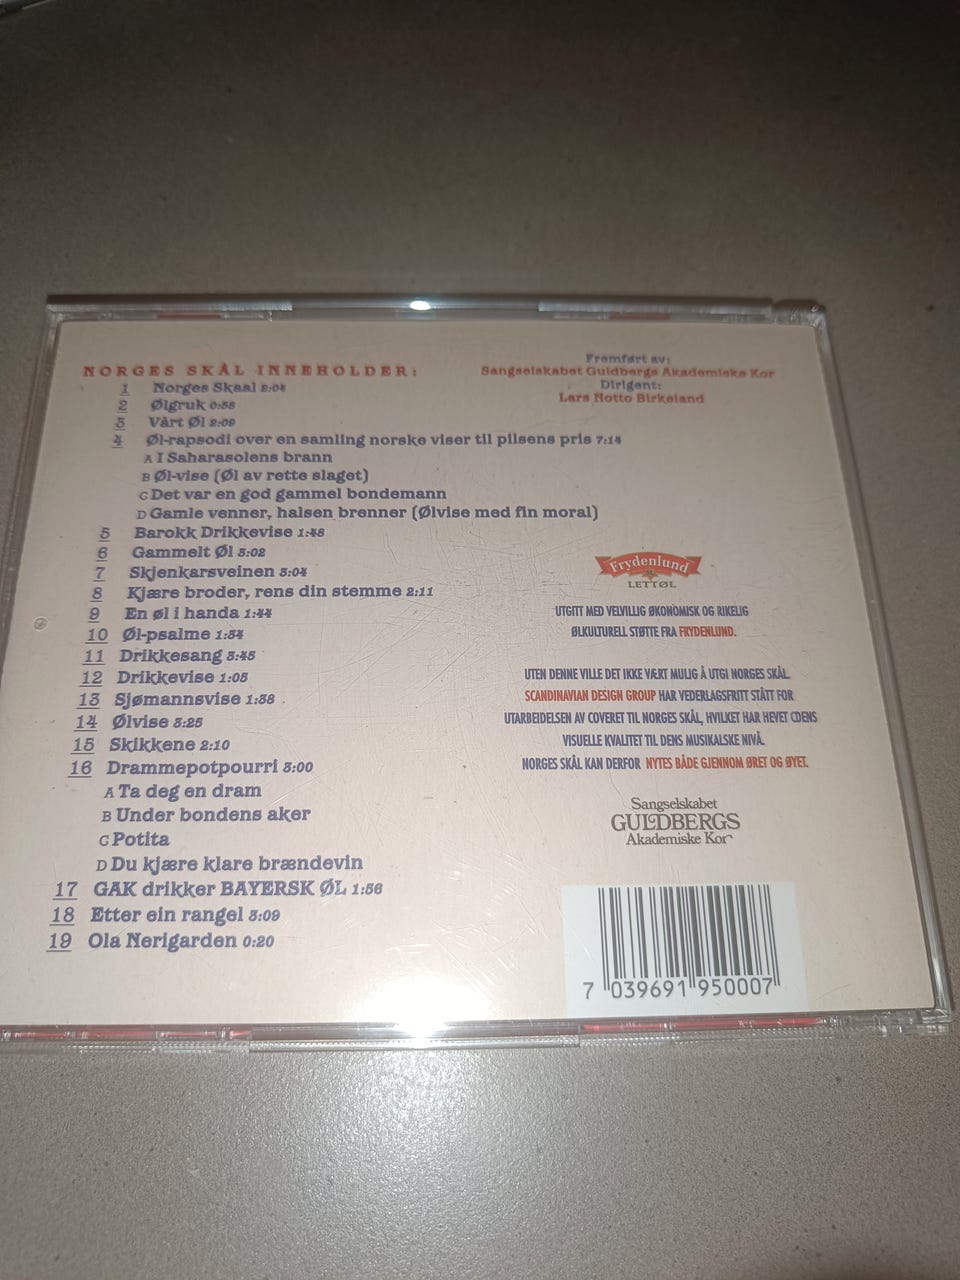 NORGES SKÅL INNEHOLDER:
1 Norges Skaal 2:04
2 Ølgruk 0:58
3 Vårt Øl 2:09
4 Øl-rapsodi over en samling norske viser til pilsens pris 7:14
A I Saharasolens brann
B Øl-vise (Øl av rette slaget)
C Det var en god gammel bondemann
D Gamle venner, halsen brenner (Ølvise med fin moral)
5 Barokk Drikkevise 1:48
6 Gammelt Øl 3:02
7 Skjenkarsveinen 3:04
8 Kjære broder, rens din stemme 2:11
9 En øl i handa 1:44
10 Øl-psalme 1:34
11 Drikkesang 3:45
12 Drikkevise 1:05
13 Sjømannsvise 1:38
14 Ølvise 3:25
15 Skikkene 2:10
16 Drammepotpourri 3:00
A Ta deg en dram
B Under bondens aker
C Potita
D Du kjære klare brændevin
17 GAK drikker BAYERSK ØL 1:56
18 Etter ein rangel 3:09
19 Ola Nerigarden 0:20
Fremført av:
Sangselskabet Guldbergs Akademiske Kor
Dirigent:
Lars Notto Birkeland
Frydenlund
LETTØL
UTGITT MED VELVILLIG ØKONOMISK OG RIKELIG
ØLKULTURELL STØTTE FRA FRYDENLUND.
UTEN DENNE VILLE DET IKKE VÆRT MULIG Å UTGI NORGES SKÅL.
SCANDINAVIAN DESIGN GROUP HAR VEDERLAGSFRITT STÅTT FOR
UTARBEIDELSEN AV COVERET TIL NORGES SKÅL, HVILKET HAR HEVET CDENS
VISUELLE KVALITET TIL DENS MUSIKALSKE NIVÅ.
NORGES SKÅL KAN DERFOR NYTES BÅDE GJENNOM ØRET OG ØYET.
Sangselskabet
GULDBERGS
Akademiske Kor
7 039691 950007